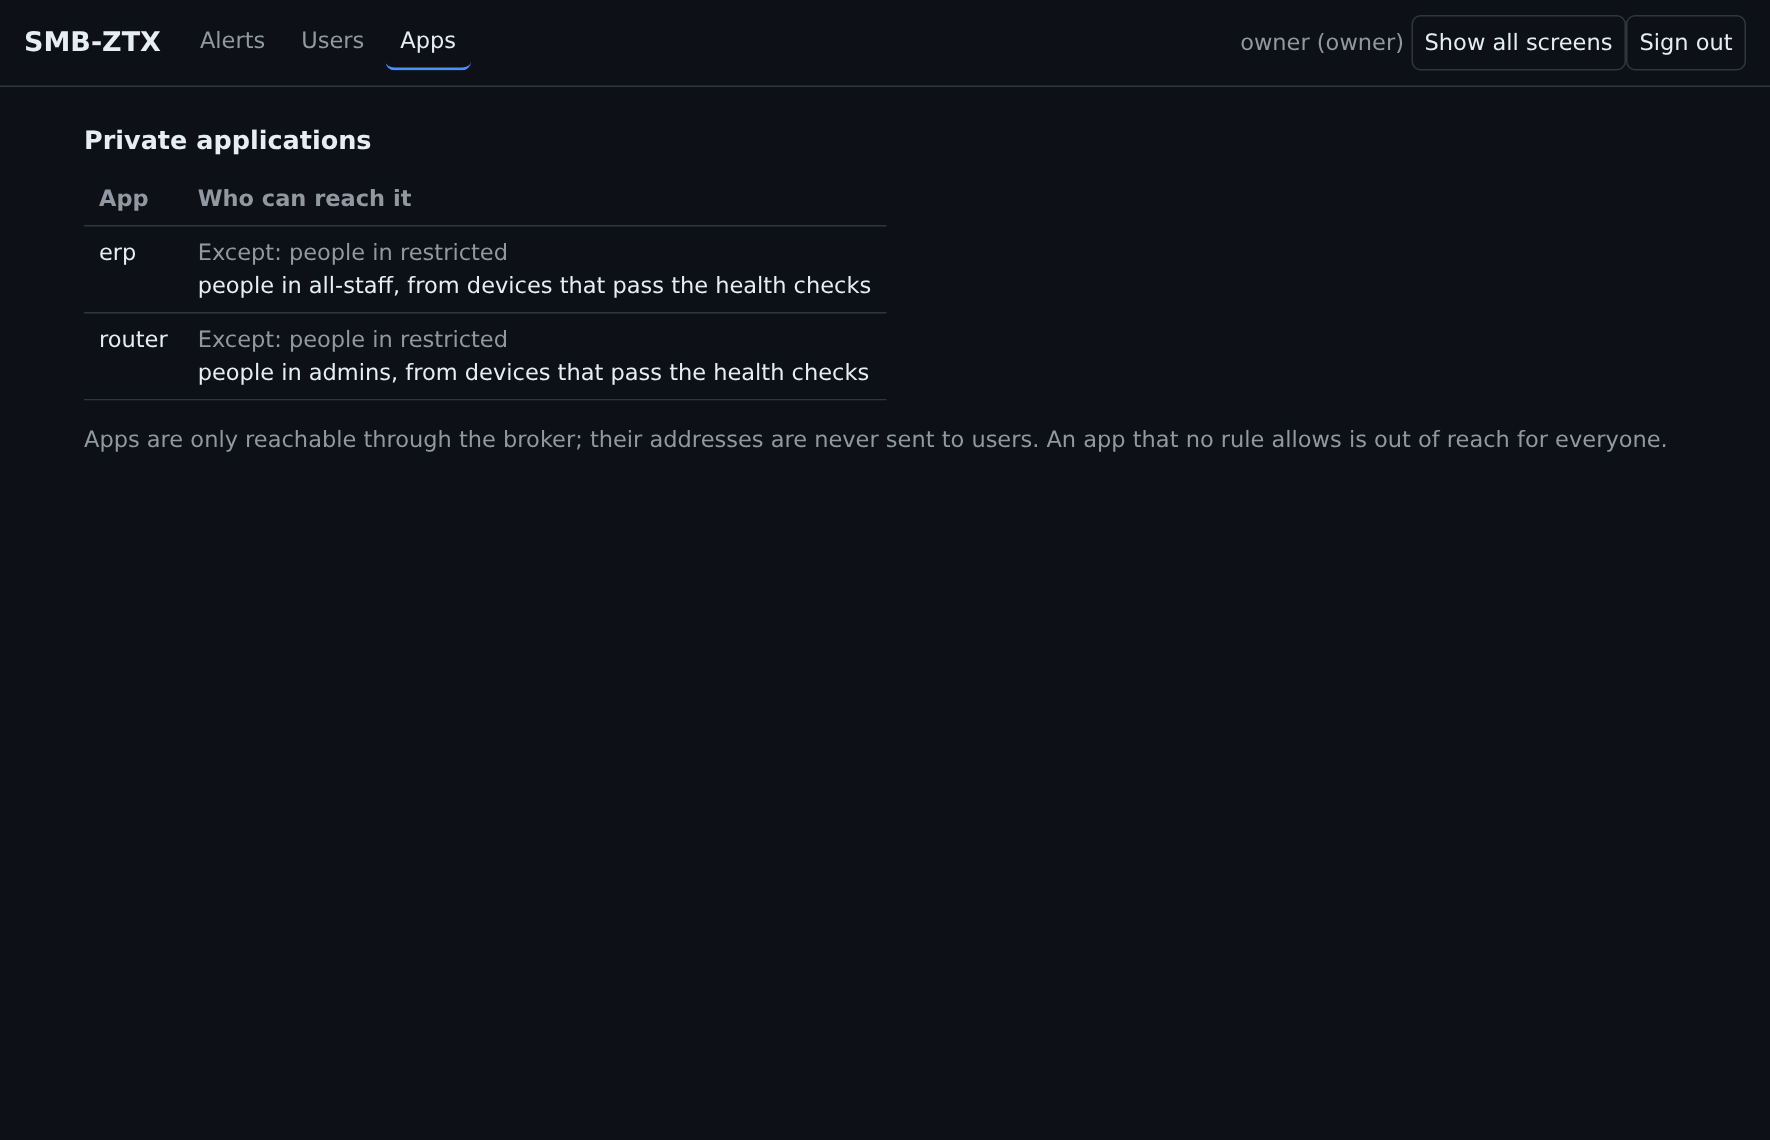 SMB-ZTX Alerts Users Apps owner (owner) Show all screens Sign out
Private applications
App Who can reach it
erp Except: people in restricted
people in all-staff, from devices that pass the health checks
router Except: people in restricted
people in admins, from devices that pass the health checks
Apps are only reachable through the broker; their addresses are never sent to users. An app that no rule allows is out of reach for everyone.